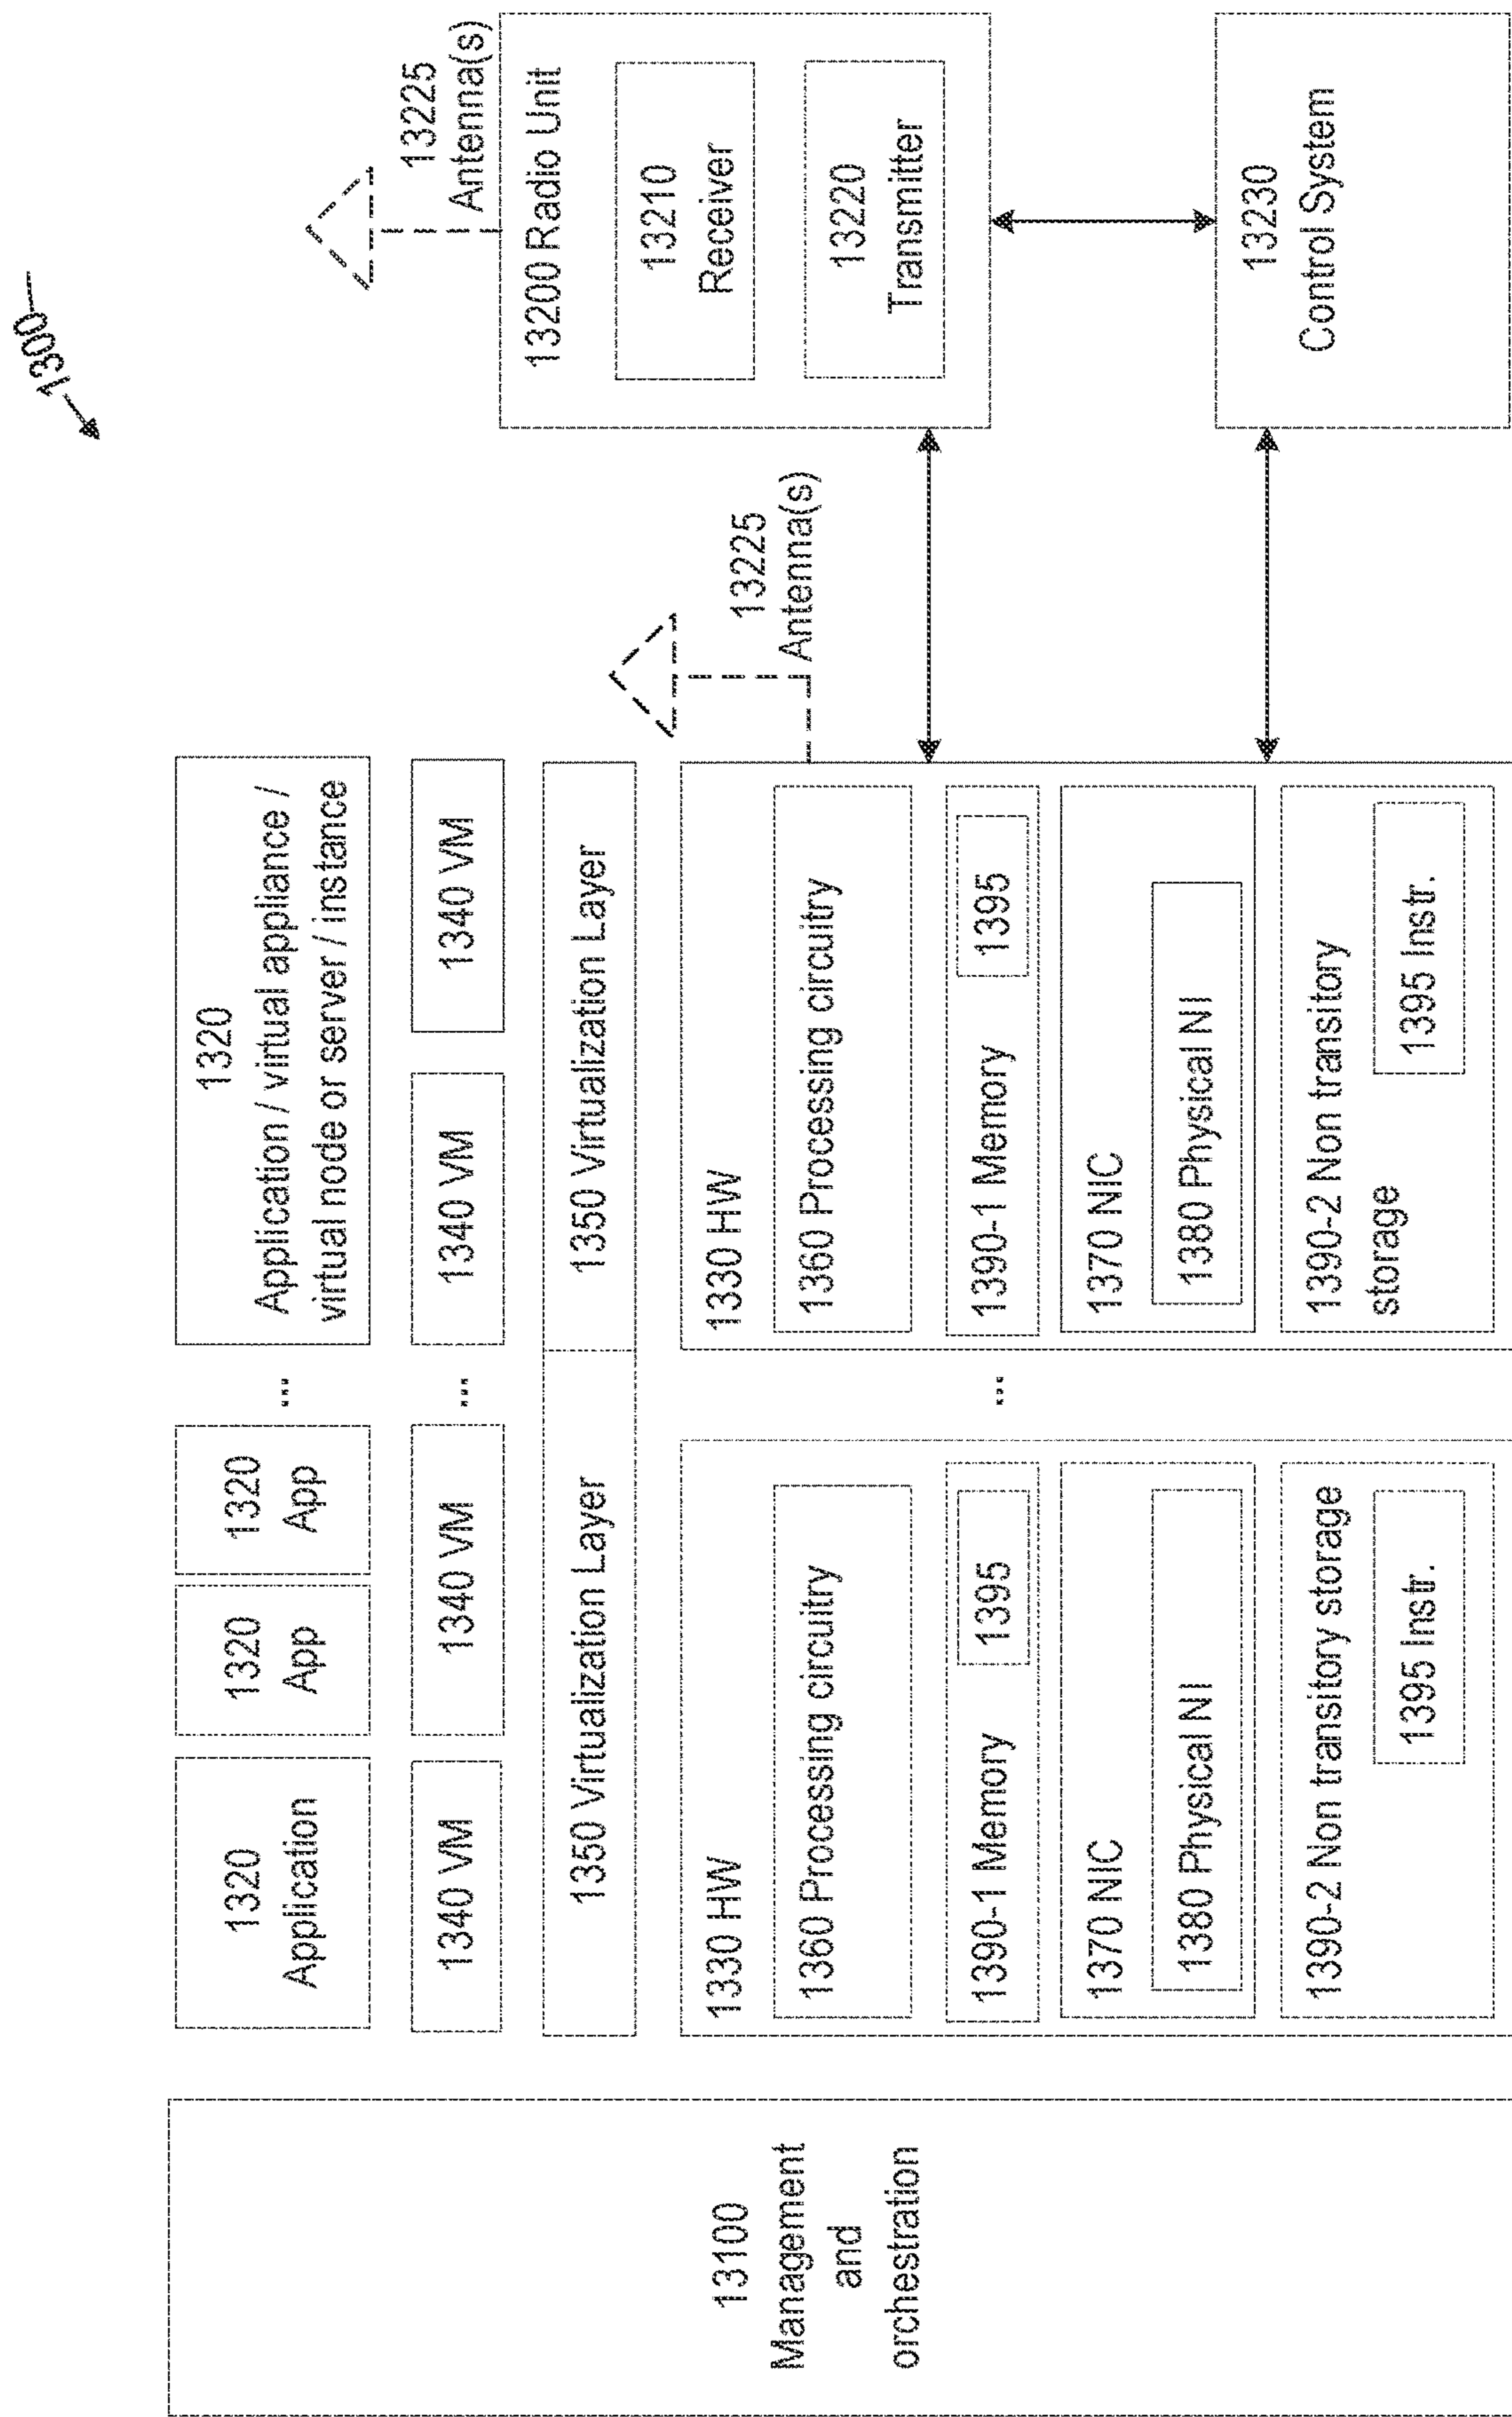 1300
13100
Management
and
orchestration
1320
Application
1320
App
1320
App
...
1320
Application / virtual appliance /
virtual node or server / instance
1340 VM
1340 VM
...
1340 VM
1340 VM
1350 Virtualization Layer
1350 Virtualization Layer
1330 HW
1360 Processing circuitry
1390-1 Memory
1395
1370 NIC
1380 Physical NI
1390-2 Non transitory storage
1395 Instr.
...
1330 HW
1360 Processing circuitry
1390-1 Memory
1395
1370 NIC
1380 Physical NI
1390-2 Non transitory
storage
1395 Instr.
13225
Antenna(s)
13225
Antenna(s)
13200 Radio Unit
13210
Receiver
13220
Transmitter
13230
Control System